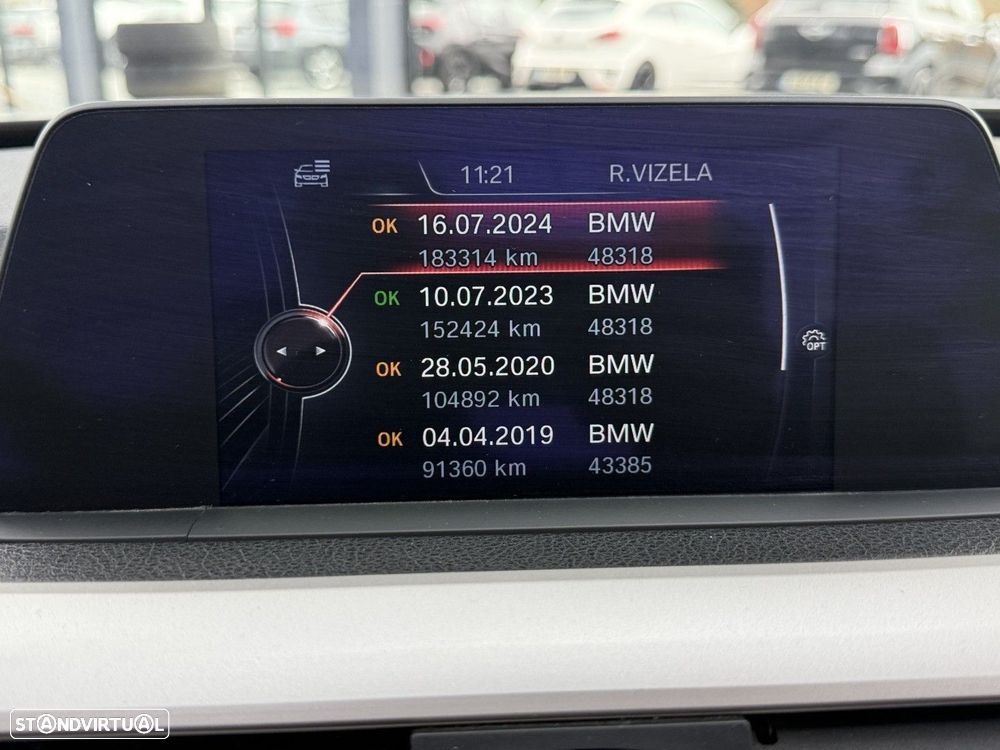 11:21 R.VIZELA
OK 16.07.2024 BMW
183314 km 48318
OK 10.07.2023 BMW
152424 km 48318
OK 28.05.2020 BMW
104892 km 48318
OK 04.04.2019 BMW
91360 km 43385
OPT
STANDVIRTUAL